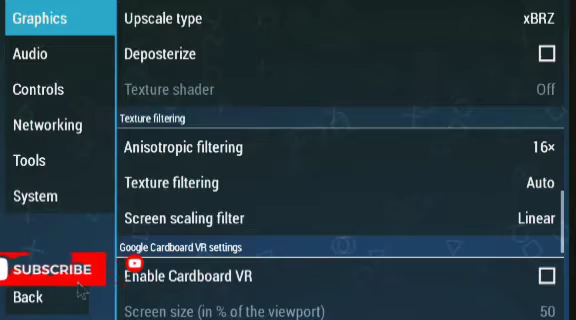 Graphics
Audio
Controls
Networking
Tools
System
SUBSCRIBE
Back
Upscale type xBRZ
Deposterize
Texture shader Off
Texture filtering
Anisotropic filtering 16×
Texture filtering Auto
Screen scaling filter Linear
Google Cardboard VR settings
Enable Cardboard VR
Screen size (in % of the viewport) 50